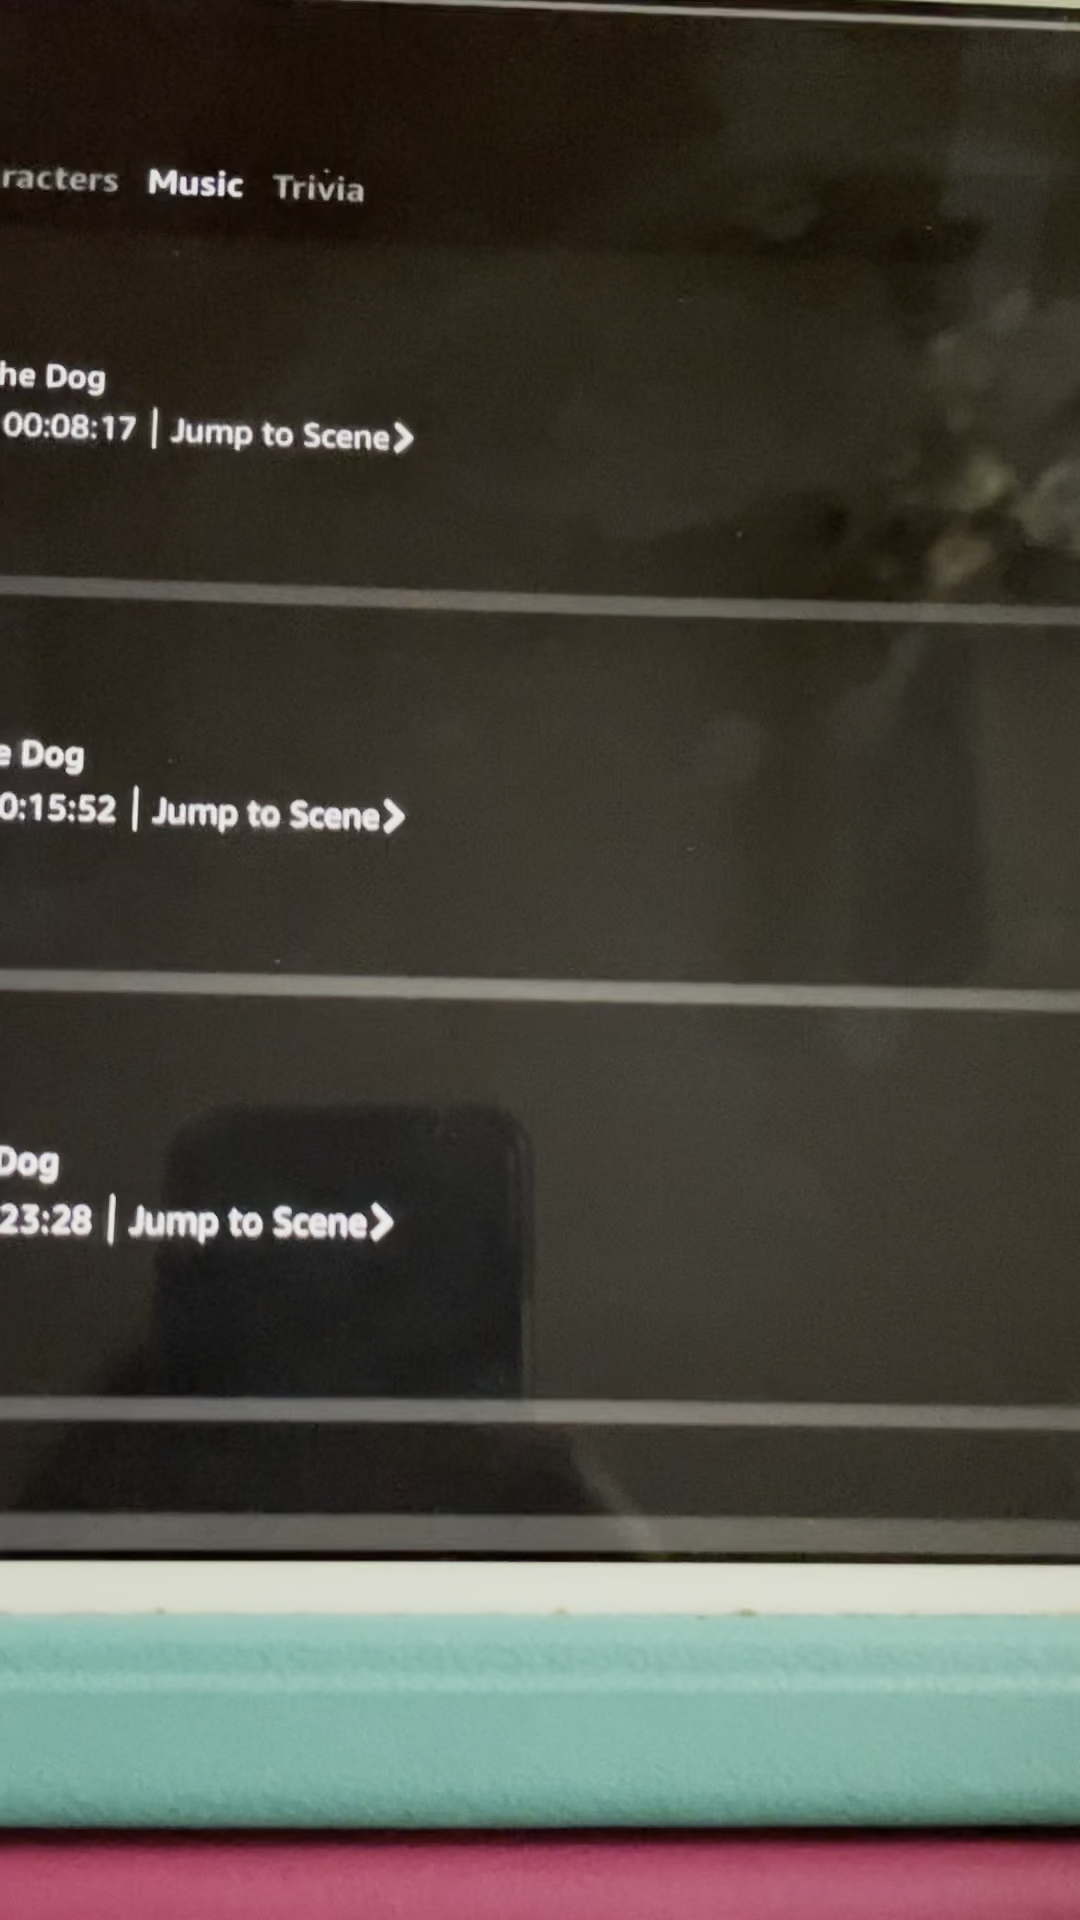 racters Music Trivia
he Dog
00:08:17 | Jump to Scene>
e Dog
0:15:52 | Jump to Scene>
Dog
23:28 | Jump to Scene>